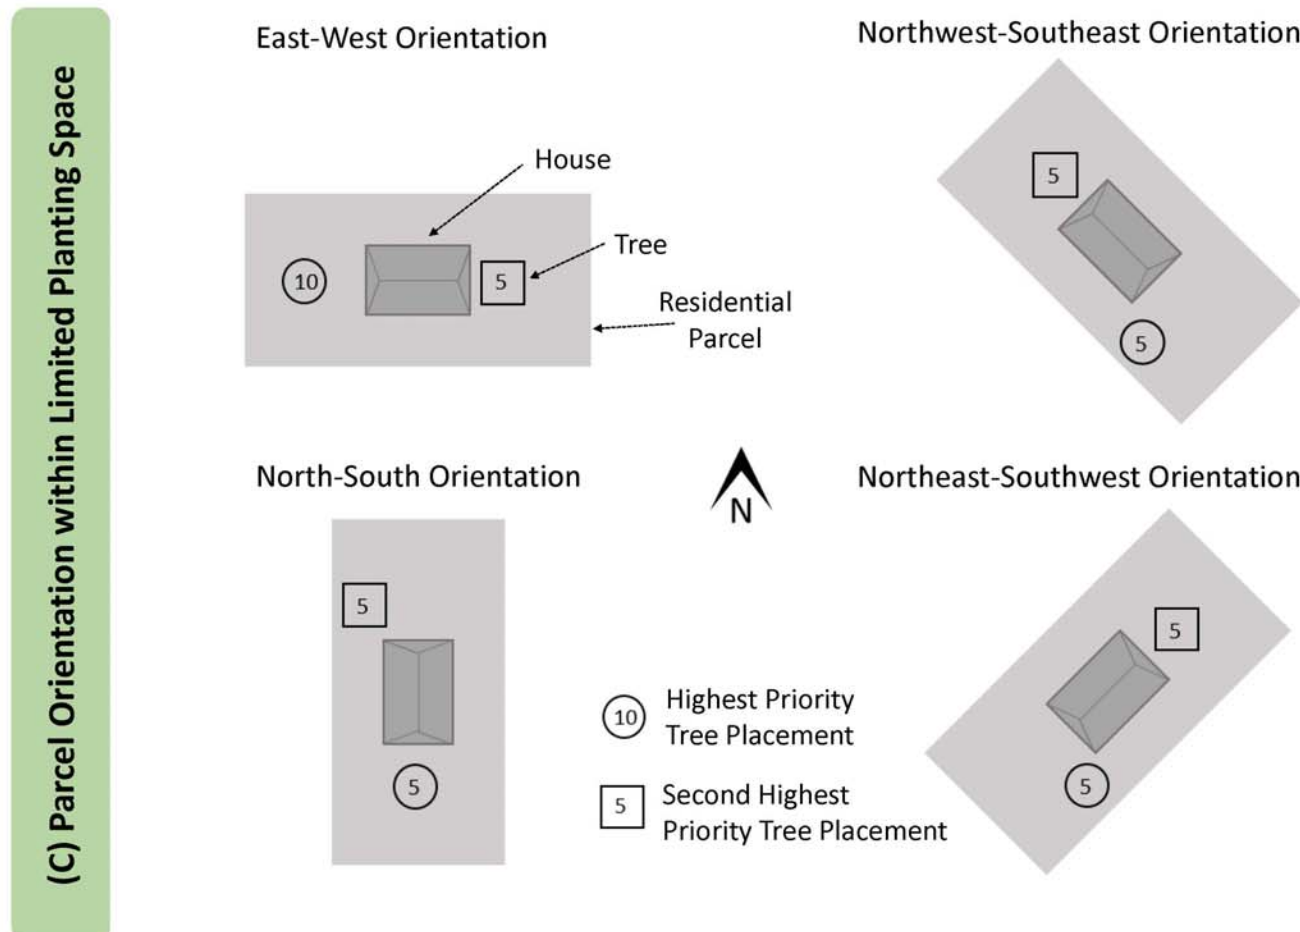 (C) Parcel Orientation within Limited Planting Space
East-West Orientation
House
Tree
10
5
Residential
Parcel
Northwest-Southeast Orientation
5
5
North-South Orientation
5
5
N
Northeast-Southwest Orientation
5
5
10
Highest Priority
Tree Placement
5
Second Highest
Priority Tree Placement